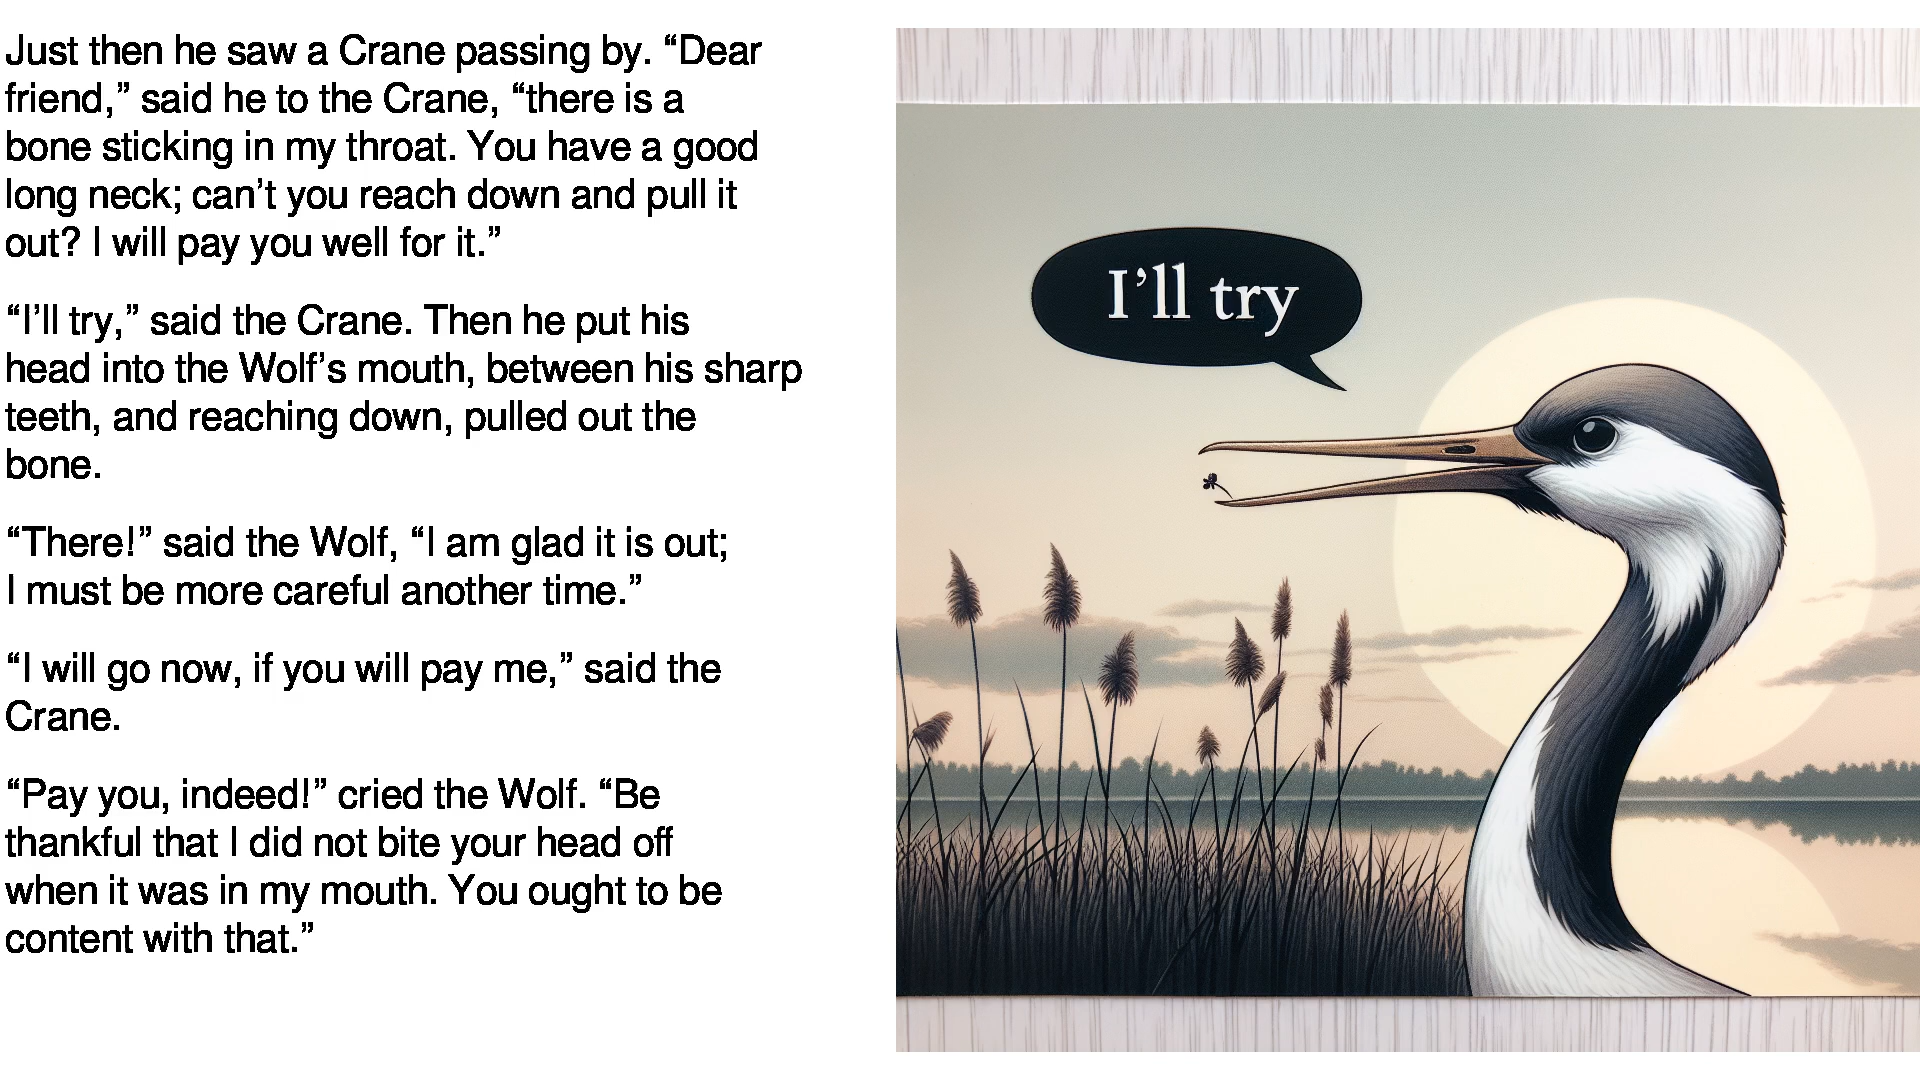 Just then he saw a Crane passing by. “Dear
friend,” said he to the Crane, “there is a
bone sticking in my throat. You have a good
long neck; can’t you reach down and pull it
out? I will pay you well for it.”
“I’ll try,” said the Crane. Then he put his
head into the Wolf’s mouth, between his sharp
teeth, and reaching down, pulled out the
bone.
“There!” said the Wolf, “I am glad it is out;
I must be more careful another time.”
“I will go now, if you will pay me,” said the
Crane.
“Pay you, indeed!” cried the Wolf. “Be
thankful that I did not bite your head off
when it was in my mouth. You ought to be
content with that.”
I’ll try